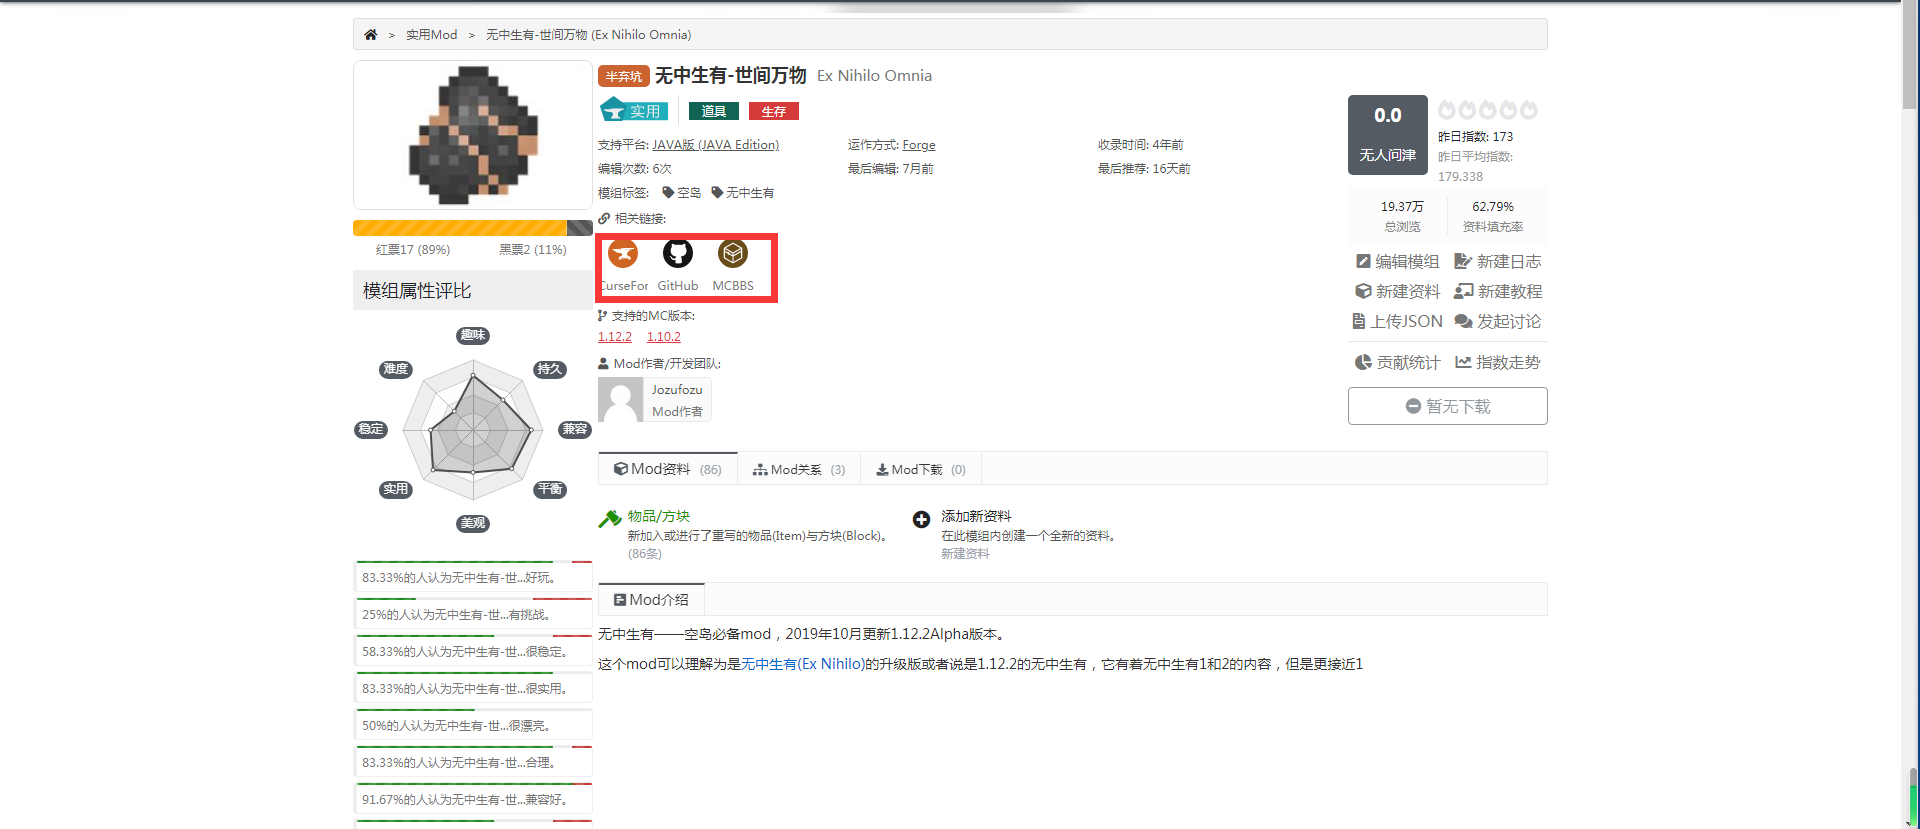 > 实用Mod > 无中生有-世间万物 (Ex Nihilo Omnia)
半弃坑 无中生有-世间万物 Ex Nihilo Omnia
实用 道具 生存
支持平台: JAVA版 (JAVA Edition) 运作方式: Forge 收录时间: 4年前
编辑次数: 6次 最后编辑: 7月前 最后推荐: 16天前
模组标签: 空岛 无中生有
相关链接:
CurseFor GitHub MCBBS
支持的MC版本:
1.12.2 1.10.2
Mod作者/开发团队:
Jozufozu
Mod作者
0.0
无人问津
昨日指数: 173
昨日平均指数:
179.338
19.37万 62.79%
总浏览 资料填充率
编辑模组 新建日志
新建资料 新建教程
上传JSON 发起讨论
贡献统计 指数走势
暂无下载
红票17 (89%) 黑票2 (11%)
模组属性评比
趣味
难度 持久
稳定 兼容
实用 平衡
美观
83.33%的人认为无中生有-世...好玩。
25%的人认为无中生有-世...有挑战。
58.33%的人认为无中生有-世...很稳定。
83.33%的人认为无中生有-世...很实用。
50%的人认为无中生有-世...很漂亮。
83.33%的人认为无中生有-世...合理。
91.67%的人认为无中生有-世...兼容好。
Mod资料 (86) Mod关系 (3) Mod下载 (0)
物品/方块
新加入或进行了重写的物品(Item)与方块(Block)。
(86条)
添加新资料
在此模组内创建一个全新的资料。
新建资料
Mod介绍
无中生有——空岛必备mod，2019年10月更新1.12.2Alpha版本。
这个mod可以理解为是无中生有(Ex Nihilo)的升级版或者说是1.12.2的无中生有，它有着无中生有1和2的内容，但是更接近1